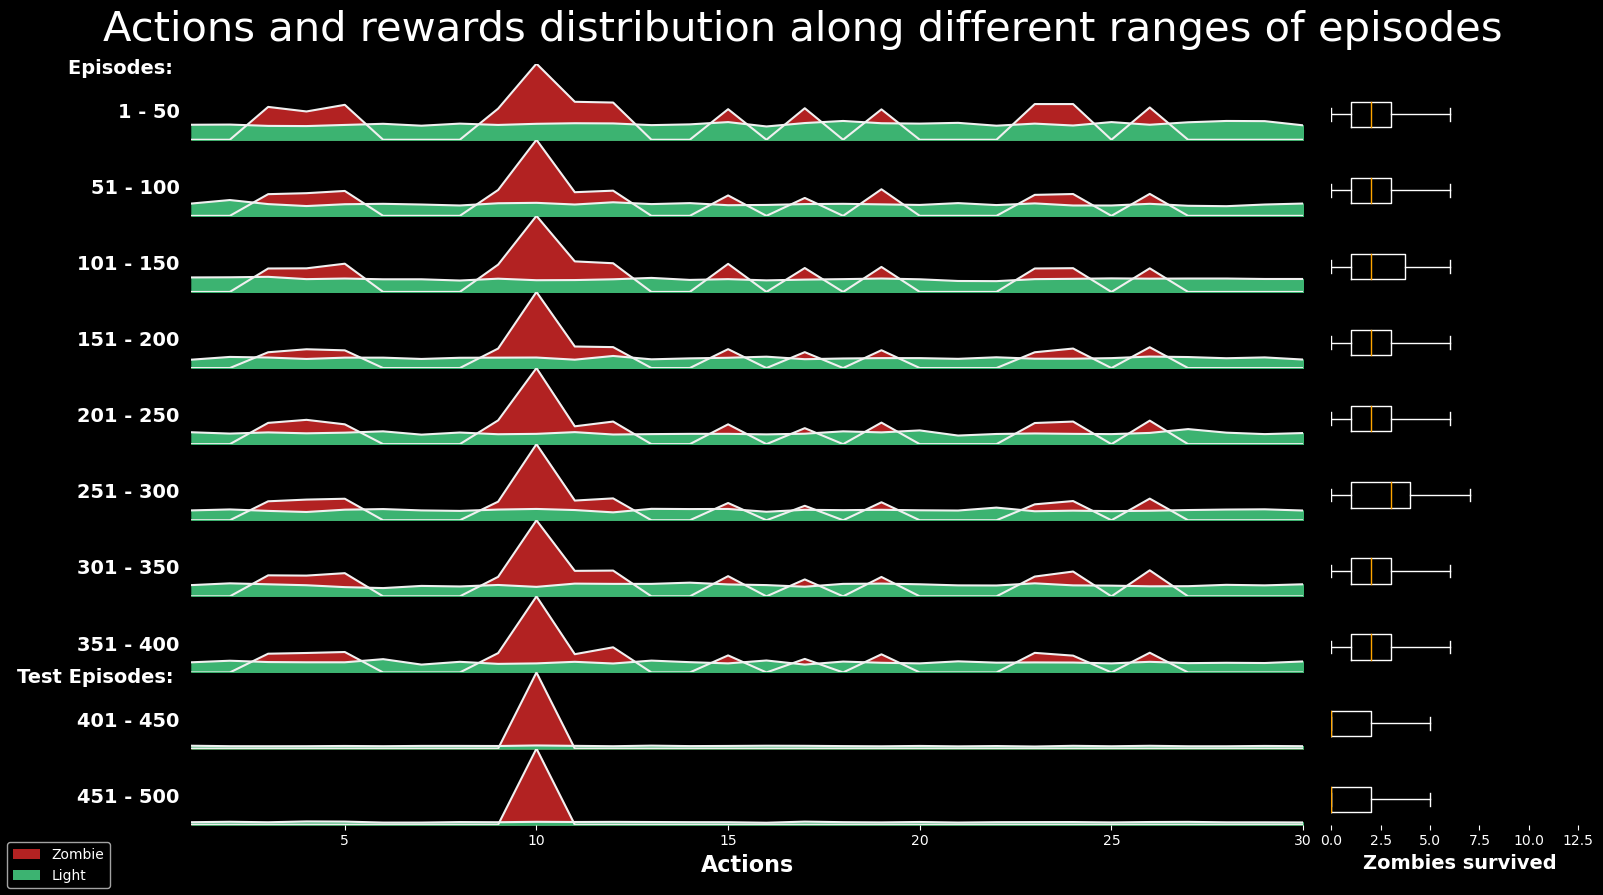 Actions and rewards distribution along different ranges of episodes
Episodes:
1 - 50
51 - 100
101 - 150
151 - 200
201 - 250
251 - 300
301 - 350
351 - 400
Test Episodes:
401 - 450
451 - 500
5 10 15 20 25 30 0.0 2.5 5.0 7.5 10.0 12.5
Actions Zombies survived
Zombie
Light